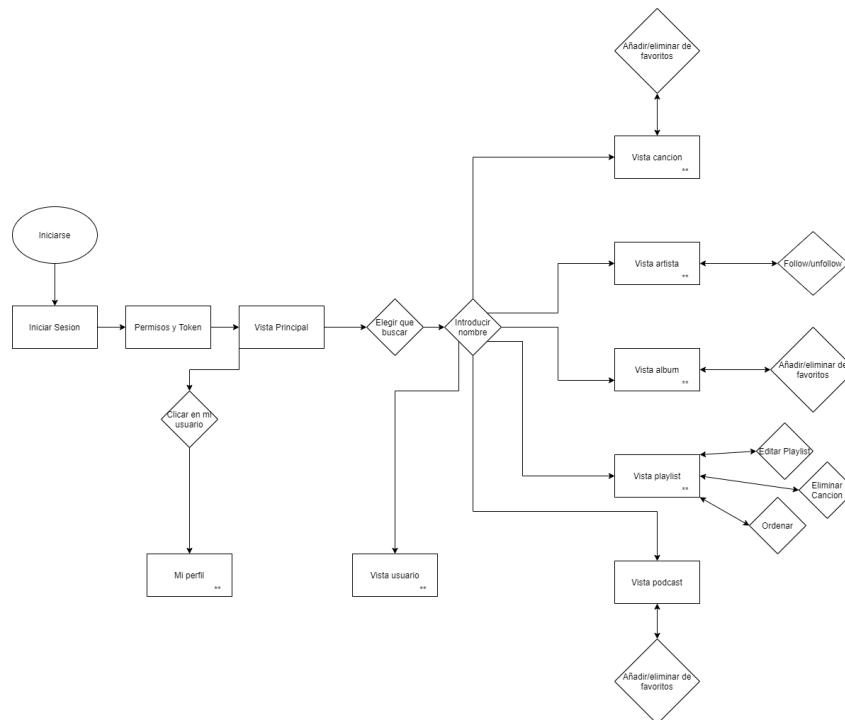 Añadir/eliminar de
favoritos
Vista cancion
**
Iniciarse
Vista artista
**
Follow/unfollow
Iniciar Sesion
Permisos y Token
Vista Principal
Elegir que
buscar
Introducir
nombre
Vista album
**
Añadir/eliminar de
favoritos
Clicar en mi
usuario
Editar Playlist
Vista playlist
**
Eliminar
Cancion
Ordenar
Mi perfil
**
Vista usuario
**
Vista podcast
Añadir/eliminar de
favoritos